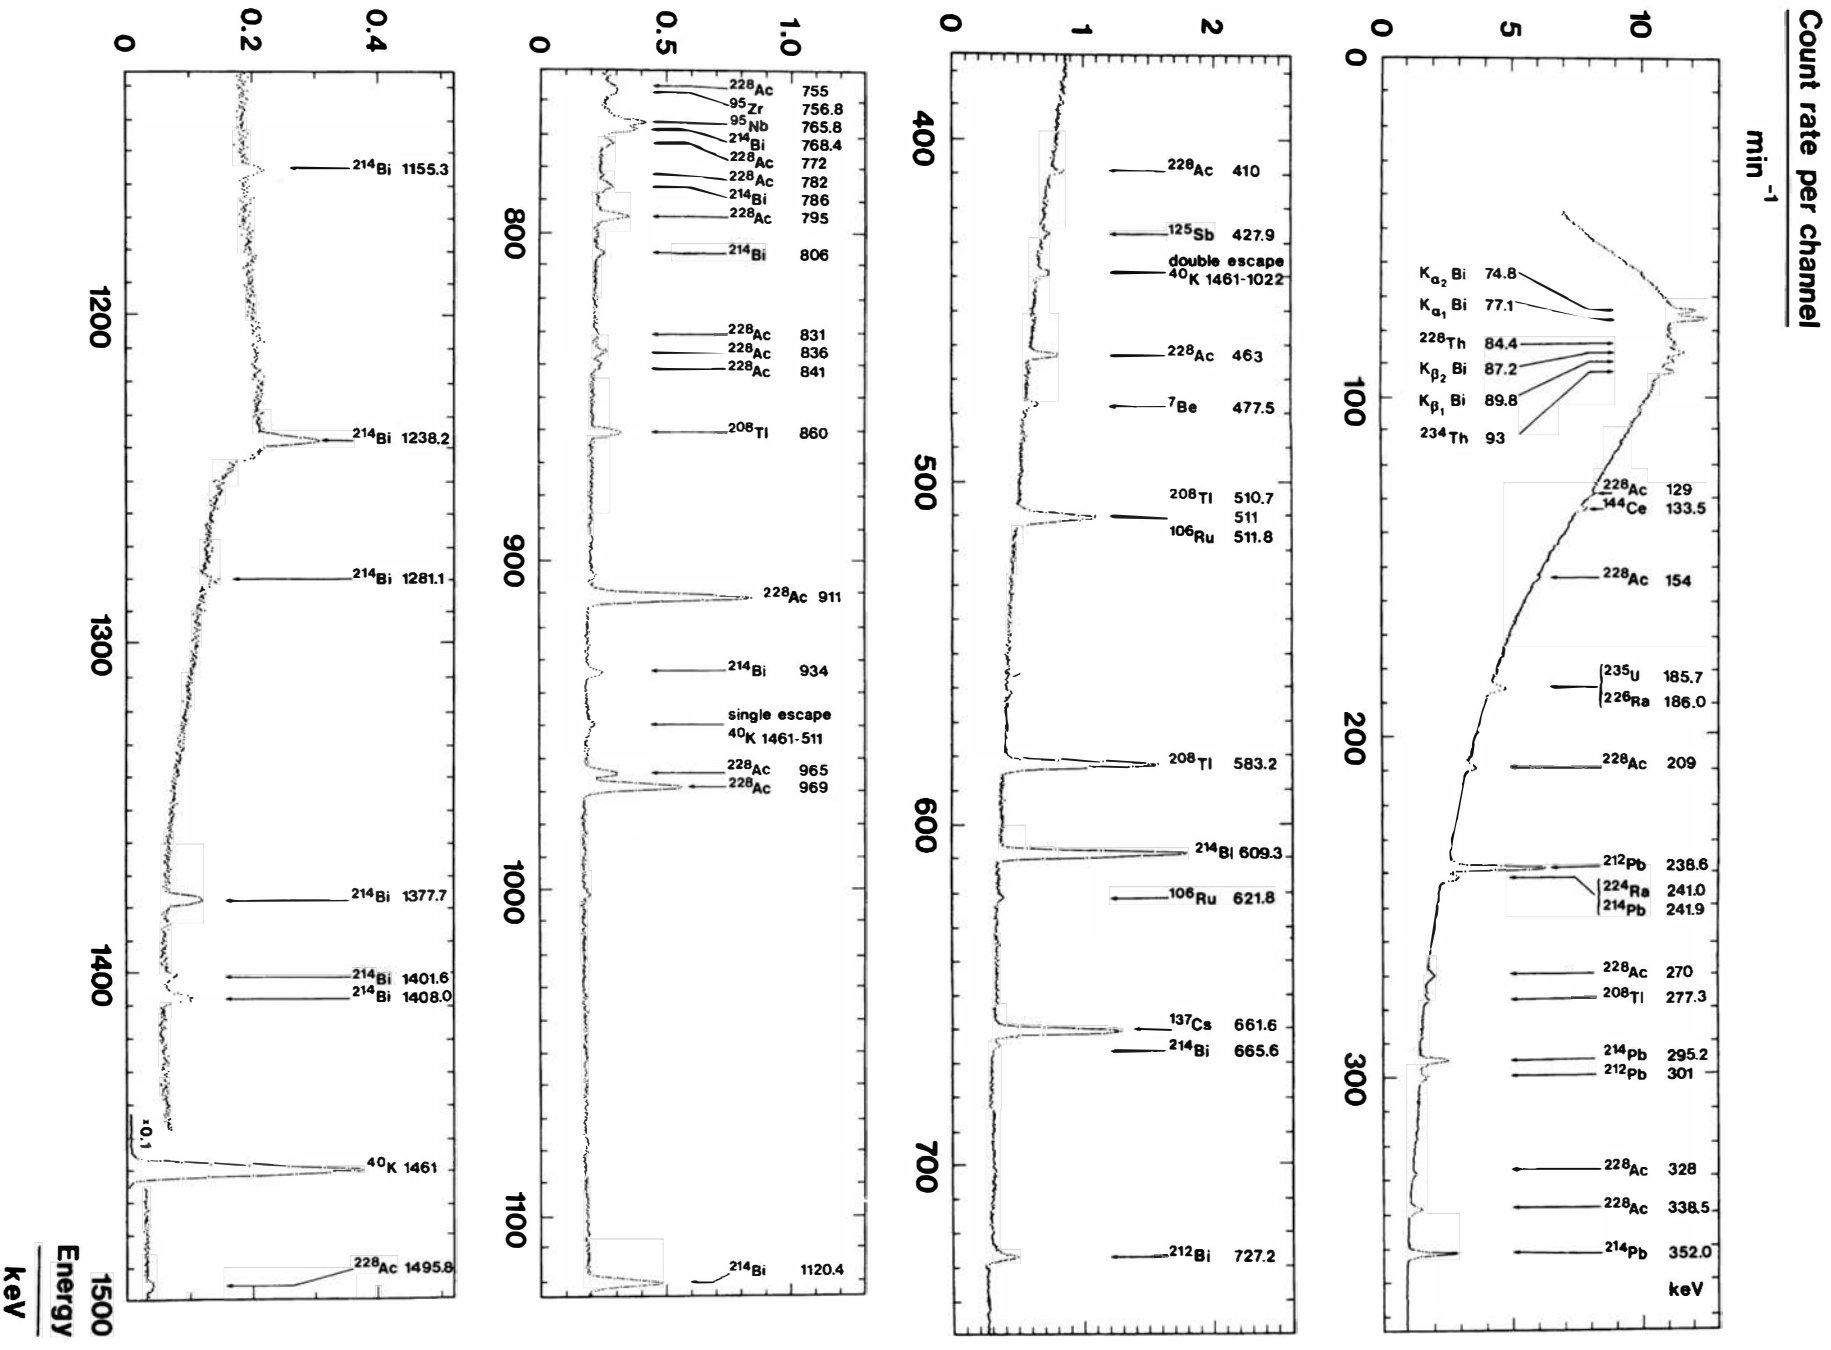 Count rate per channel
min⁻¹
0
5
10
0
100
200
300
Kα₂ Bi 74.8
Kα₁ Bi 77.1
²²⁸Th 84.4
Kβ₂ Bi 87.2
Kβ₁ Bi 89.8
²³⁴Th 93
²²⁸Ac 129
¹⁴⁴Ce 133.5
²²⁸Ac 154
²³⁵U 185.7
²²⁶Ra 186.0
²²⁸Ac 209
²¹²Pb 238.6
²²⁴Ra 241.0
²¹⁴Pb 241.9
²²⁸Ac 270
²⁰⁸Tl 277.3
²¹⁴Pb 295.2
²¹²Pb 301
²²⁸Ac 328
²²⁸Ac 338.5
²¹⁴Pb 352.0
keV
0
1
2
400
500
600
700
²²⁸Ac 410
¹²⁵Sb 427.9
double escape
⁴⁰K 1461-1022
²²⁸Ac 463
⁷Be 477.5
²⁰⁸Tl 510.7
511
¹⁰⁶Ru 511.8
²⁰⁸Tl 583.2
²¹⁴Bi 609.3
¹⁰⁶Ru 621.8
¹³⁷Cs 661.6
²¹⁴Bi 665.6
²¹²Bi 727.2
0
0.5
1.0
800
900
1000
1100
²²⁸Ac 755
⁹⁵Zr 756.8
⁹⁵Nb 765.8
²¹⁴Bi 768.4
²²⁸Ac 772
²²⁸Ac 782
²¹⁴Bi 786
²²⁸Ac 795
²¹⁴Bi 806
²²⁸Ac 831
²²⁸Ac 836
²²⁸Ac 841
²⁰⁸Tl 860
²²⁸Ac 911
²¹⁴Bi 934
single escape
⁴⁰K 1461-511
²²⁸Ac 965
²²⁸Ac 969
²¹⁴Bi 1120.4
0
0.2
0.4
1200
1300
1400
1500
²¹⁴Bi 1155.3
²¹⁴Bi 1238.2
²¹⁴Bi 1281.1
²¹⁴Bi 1377.7
²¹⁴Bi 1401.6
²¹⁴Bi 1408.0
×0.1
⁴⁰K 1461
²²⁸Ac 1495.8
Energy
keV